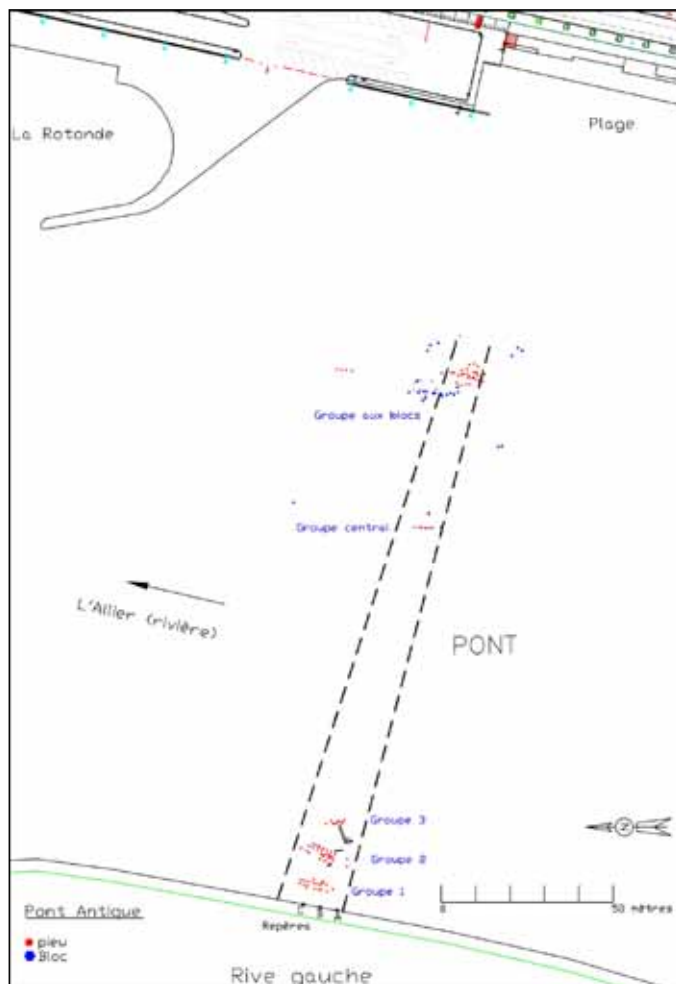 La Rotonde
Plage
Groupe aux blocs
Groupe central
L'Allier (rivière)
PONT
Groupe 3
Groupe 2
Groupe 1
N
0
50 mètres
C B A
Repères
Pont Antique
pieu
Bloc
Rive gauche